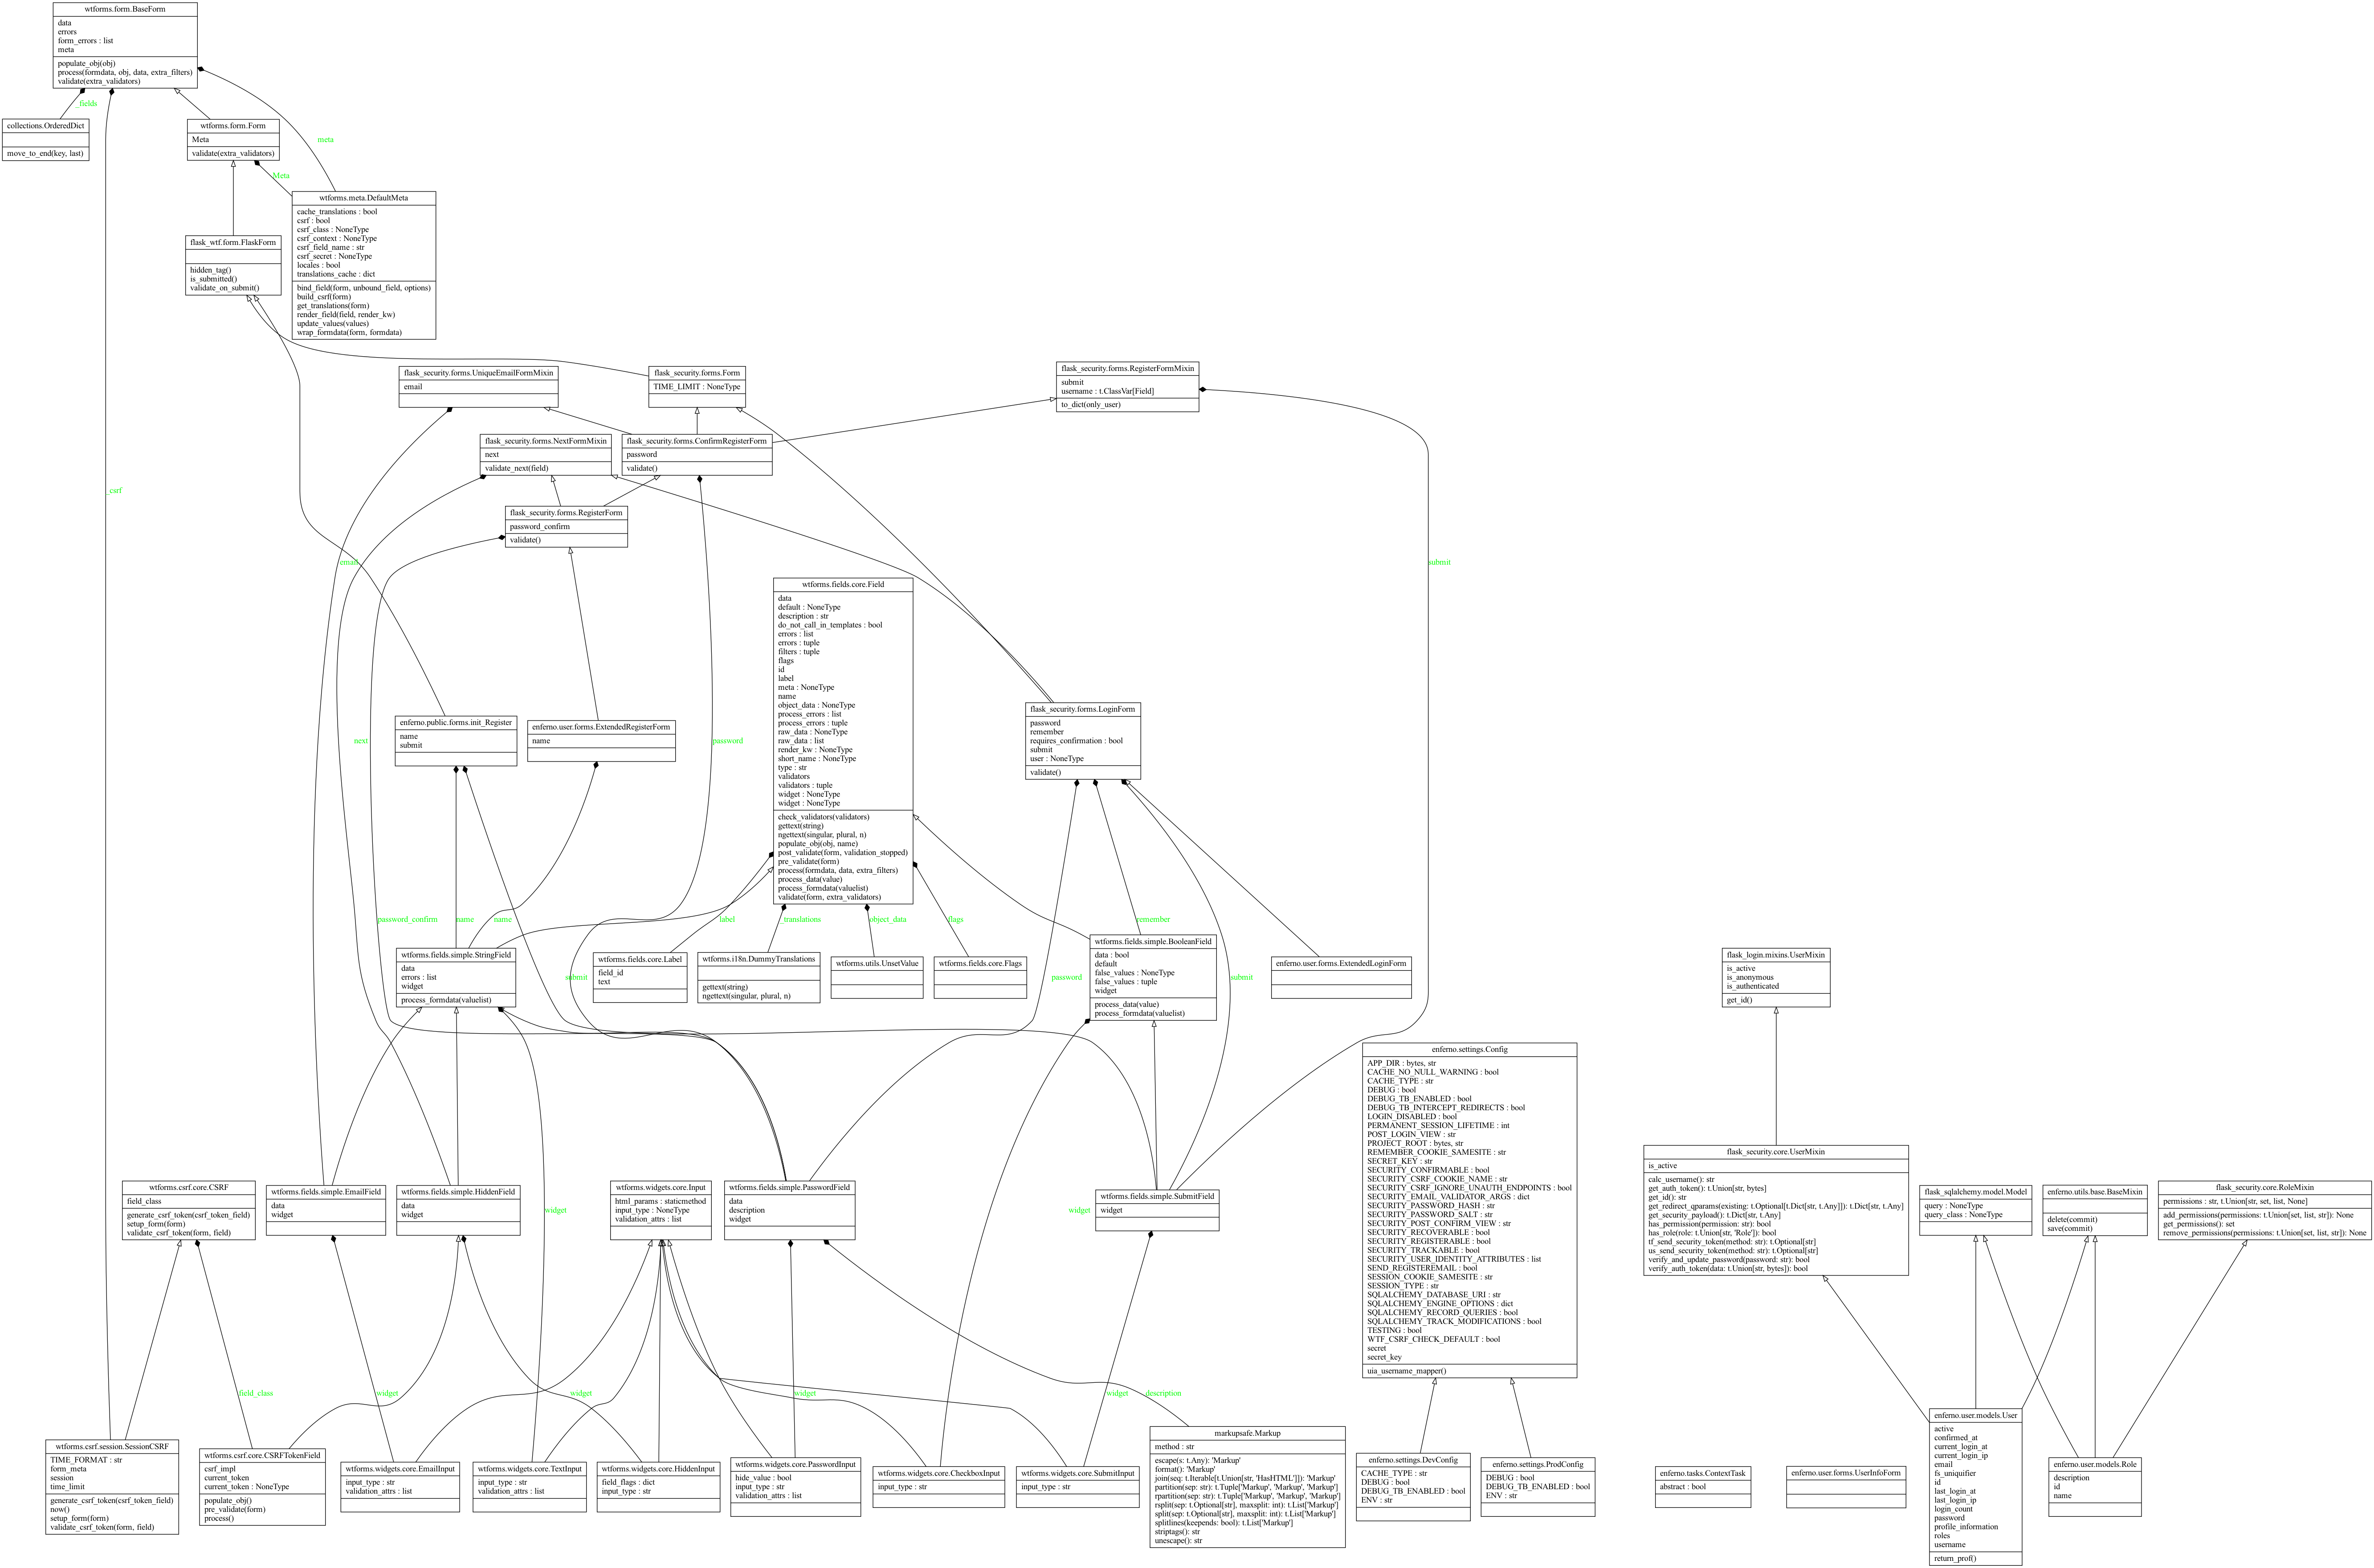 wtforms.form.BaseForm
data
errors
form_errors : list
meta
populate_obj(obj)
process(formdata, obj, data, extra_filters)
validate(extra_validators)
_fields
collections.OrderedDict
move_to_end(key, last)
wtforms.form.Form
Meta
validate(extra_validators)
meta
Meta
wtforms.meta.DefaultMeta
cache_translations : bool
csrf : bool
csrf_class : NoneType
csrf_context : NoneType
csrf_field_name : str
csrf_secret : NoneType
locales : bool
translations_cache : dict
bind_field(form, unbound_field, options)
build_csrf(form)
get_translations(form)
render_field(field, render_kw)
update_values(values)
wrap_formdata(form, formdata)
flask_wtf.form.FlaskForm
hidden_tag()
is_submitted()
validate_on_submit()
flask_security.forms.UniqueEmailFormMixin
email
flask_security.forms.Form
TIME_LIMIT : NoneType
flask_security.forms.RegisterFormMixin
submit
username : t.ClassVar[Field]
to_dict(only_user)
flask_security.forms.NextFormMixin
next
validate_next(field)
flask_security.forms.ConfirmRegisterForm
password
validate()
_csrf
flask_security.forms.RegisterForm
password_confirm
validate()
email
submit
wtforms.fields.core.Field
data
default : NoneType
description : str
do_not_call_in_templates : bool
errors : list
errors : tuple
filters : tuple
flags
id
label
meta : NoneType
name
object_data : NoneType
process_errors : list
process_errors : tuple
raw_data : NoneType
raw_data : list
render_kw : NoneType
short_name : NoneType
type : str
validators
validators : tuple
widget : NoneType
widget : NoneType
check_validators(validators)
gettext(string)
ngettext(singular, plural, n)
populate_obj(obj, name)
post_validate(form, validation_stopped)
pre_validate(form)
process(formdata, data, extra_filters)
process_data(value)
process_formdata(valuelist)
validate(form, extra_validators)
enferno.public.forms.init_Register
name
submit
enferno.user.forms.ExtendedRegisterForm
name
flask_security.forms.LoginForm
password
remember
requires_confirmation : bool
submit
user : NoneType
validate()
next
password
password_confirm
name
name
label
_translations
object_data
flags
remember
wtforms.fields.simple.StringField
data
errors : list
widget
process_formdata(valuelist)
submit
wtforms.fields.core.Label
field_id
text
wtforms.i18n.DummyTranslations
gettext(string)
ngettext(singular, plural, n)
wtforms.utils.UnsetValue
wtforms.fields.core.Flags
password
wtforms.fields.simple.BooleanField
data : bool
default
false_values : NoneType
false_values : tuple
widget
process_data(value)
process_formdata(valuelist)
submit
enferno.user.forms.ExtendedLoginForm
flask_login.mixins.UserMixin
is_active
is_anonymous
is_authenticated
get_id()
enferno.settings.Config
APP_DIR : bytes, str
CACHE_NO_NULL_WARNING : bool
CACHE_TYPE : str
DEBUG : bool
DEBUG_TB_ENABLED : bool
DEBUG_TB_INTERCEPT_REDIRECTS : bool
LOGIN_DISABLED : bool
PERMANENT_SESSION_LIFETIME : int
POST_LOGIN_VIEW : str
PROJECT_ROOT : bytes, str
REMEMBER_COOKIE_SAMESITE : str
SECRET_KEY : str
SECURITY_CONFIRMABLE : bool
SECURITY_CSRF_COOKIE_NAME : str
SECURITY_CSRF_IGNORE_UNAUTH_ENDPOINTS : bool
SECURITY_EMAIL_VALIDATOR_ARGS : dict
SECURITY_PASSWORD_HASH : str
SECURITY_PASSWORD_SALT : str
SECURITY_POST_CONFIRM_VIEW : str
SECURITY_RECOVERABLE : bool
SECURITY_REGISTERABLE : bool
SECURITY_TRACKABLE : bool
SECURITY_USER_IDENTITY_ATTRIBUTES : list
SEND_REGISTEREMAIL : bool
SESSION_COOKIE_SAMESITE : str
SESSION_TYPE : str
SQLALCHEMY_DATABASE_URI : str
SQLALCHEMY_ENGINE_OPTIONS : dict
SQLALCHEMY_RECORD_QUERIES : bool
SQLALCHEMY_TRACK_MODIFICATIONS : bool
TESTING : bool
WTF_CSRF_CHECK_DEFAULT : bool
secret
secret_key
uia_username_mapper()
flask_security.core.UserMixin
is_active
calc_username(): str
get_auth_token(): t.Union[str, bytes]
get_id(): str
get_redirect_qparams(existing: t.Optional[t.Dict[str, t.Any]]): t.Dict[str, t.Any]
get_security_payload(): t.Dict[str, t.Any]
has_permission(permission: str): bool
has_role(role: t.Union[str, 'Role']): bool
tf_send_security_token(method: str): t.Optional[str]
us_send_security_token(method: str): t.Optional[str]
verify_and_update_password(password: str): bool
verify_auth_token(data: t.Union[str, bytes]): bool
flask_sqlalchemy.model.Model
query : NoneType
query_class : NoneType
enferno.utils.base.BaseMixin
delete(commit)
save(commit)
flask_security.core.RoleMixin
permissions : str, t.Union[str, set, list, None]
add_permissions(permissions: t.Union[set, list, str]): None
get_permissions(): set
remove_permissions(permissions: t.Union[set, list, str]): None
wtforms.csrf.core.CSRF
field_class
generate_csrf_token(csrf_token_field)
setup_form(form)
validate_csrf_token(form, field)
wtforms.fields.simple.EmailField
data
widget
wtforms.fields.simple.HiddenField
data
widget
widget
wtforms.widgets.core.Input
html_params : staticmethod
input_type : NoneType
validation_attrs : list
wtforms.fields.simple.PasswordField
data
description
widget
widget
wtforms.fields.simple.SubmitField
widget
field_class
widget
widget
widget
widget
description
wtforms.csrf.session.SessionCSRF
TIME_FORMAT : str
form_meta
session
time_limit
generate_csrf_token(csrf_token_field)
now()
setup_form(form)
validate_csrf_token(form, field)
wtforms.csrf.core.CSRFTokenField
csrf_impl
current_token
current_token : NoneType
populate_obj()
pre_validate(form)
process()
wtforms.widgets.core.EmailInput
input_type : str
validation_attrs : list
wtforms.widgets.core.TextInput
input_type : str
validation_attrs : list
wtforms.widgets.core.HiddenInput
field_flags : dict
input_type : str
wtforms.widgets.core.PasswordInput
hide_value : bool
input_type : str
validation_attrs : list
wtforms.widgets.core.CheckboxInput
input_type : str
wtforms.widgets.core.SubmitInput
input_type : str
markupsafe.Markup
method : str
escape(s: t.Any): 'Markup'
format(): 'Markup'
join(seq: t.Iterable[t.Union[str, 'HasHTML']]): 'Markup'
partition(sep: str): t.Tuple['Markup', 'Markup', 'Markup']
rpartition(sep: str): t.Tuple['Markup', 'Markup', 'Markup']
rsplit(sep: t.Optional[str], maxsplit: int): t.List['Markup']
split(sep: t.Optional[str], maxsplit: int): t.List['Markup']
splitlines(keepends: bool): t.List['Markup']
striptags(): str
unescape(): str
enferno.settings.DevConfig
CACHE_TYPE : str
DEBUG : bool
DEBUG_TB_ENABLED : bool
ENV : str
enferno.settings.ProdConfig
DEBUG : bool
DEBUG_TB_ENABLED : bool
ENV : str
enferno.tasks.ContextTask
abstract : bool
enferno.user.forms.UserInfoForm
enferno.user.models.User
active
confirmed_at
current_login_at
current_login_ip
email
fs_uniquifier
id
last_login_at
last_login_ip
login_count
password
profile_information
roles
username
return_prof()
enferno.user.models.Role
description
id
name